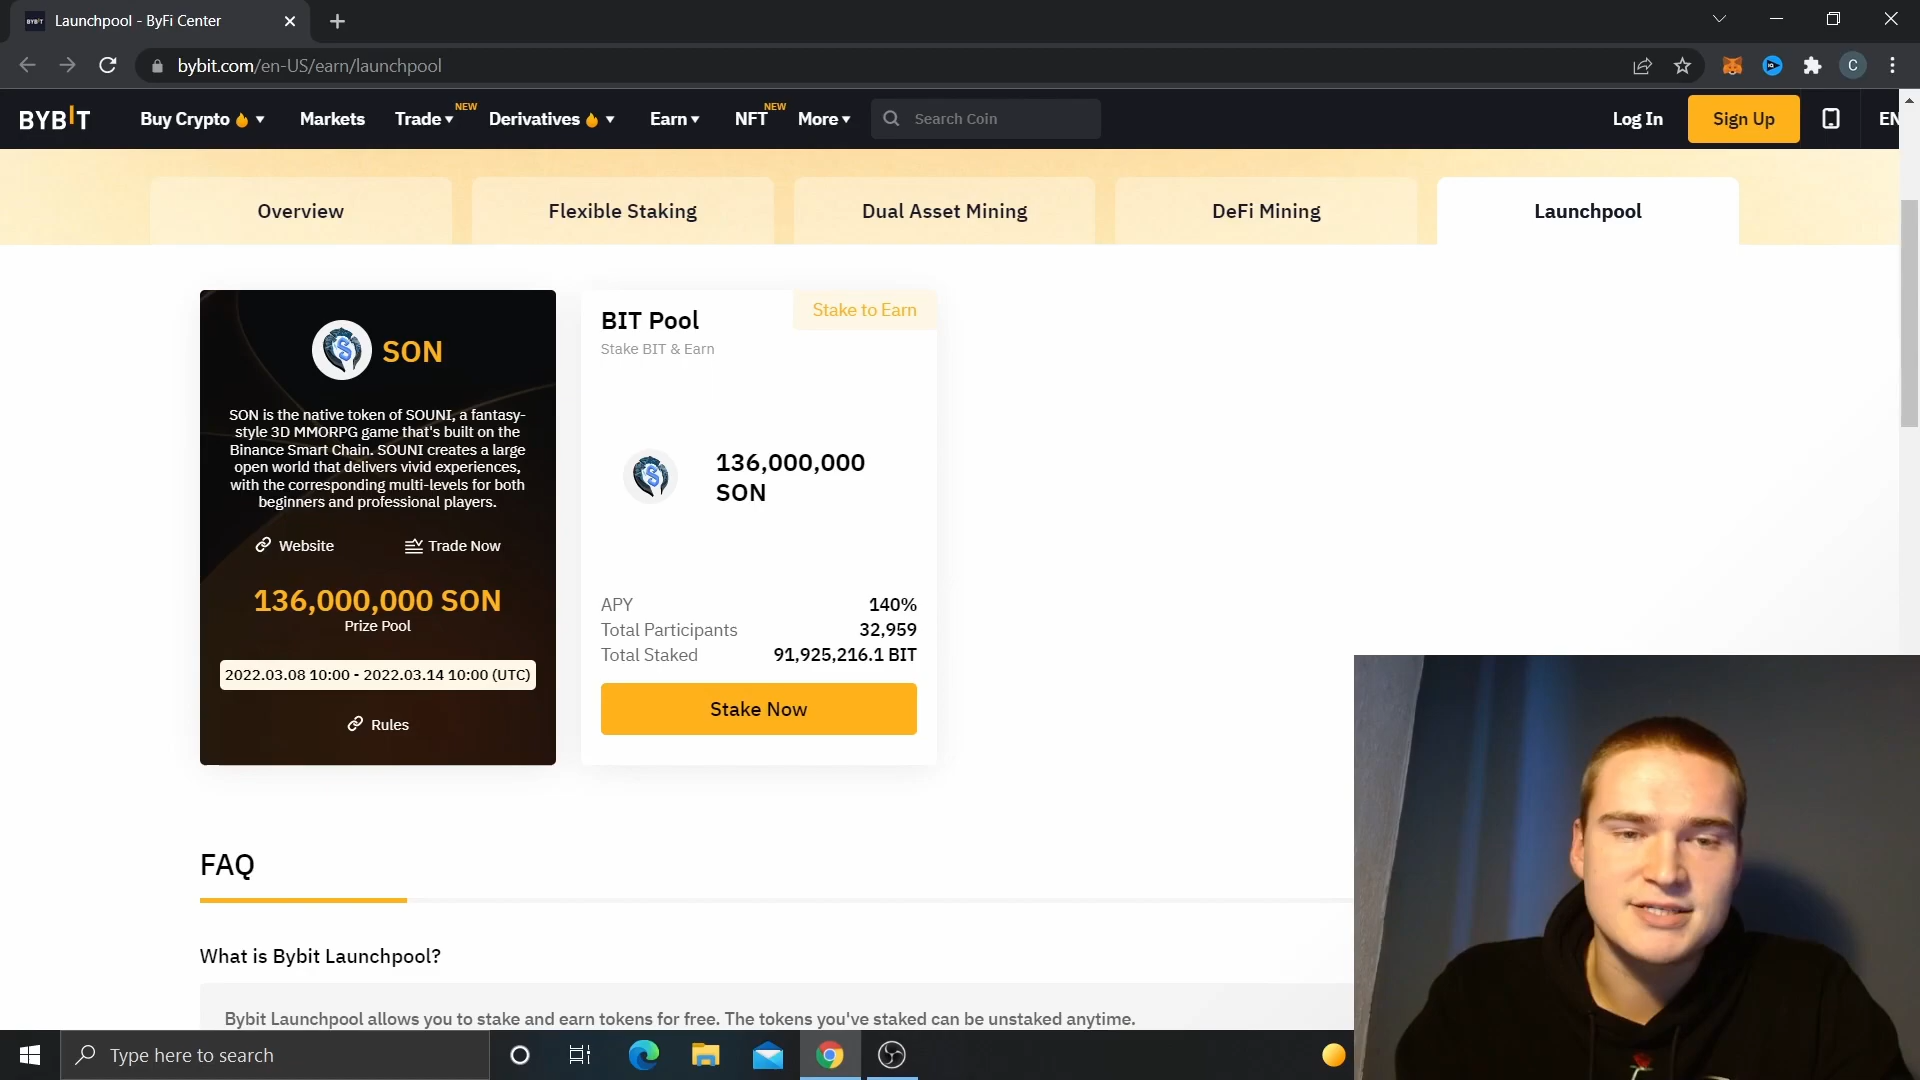 Launchpool - ByFi Center
bybit.com/en-US/earn/launchpool
C
BYBIT
Buy Crypto
Markets
Trade
NEW
Derivatives
Earn
NFT
NEW
More
Search Coin
Log In
Sign Up
EN
Overview
Flexible Staking
Dual Asset Mining
DeFi Mining
Launchpool
SON
SON is the native token of SOUNI, a fantasy-
style 3D MMORPG game that's built on the
Binance Smart Chain. SOUNI creates a large
open world that delivers vivid experiences,
with the corresponding multi-levels for both
beginners and professional players.
Website
Trade Now
136,000,000 SON
Prize Pool
2022.03.08 10:00 - 2022.03.14 10:00 (UTC)
Rules
BIT Pool
Stake to Earn
Stake BIT & Earn
136,000,000
SON
APY 140%
Total Participants 32,959
Total Staked 91,925,216.1 BIT
Stake Now
FAQ
What is Bybit Launchpool?
Bybit Launchpool allows you to stake and earn tokens for free. The tokens you've staked can be unstaked anytime.
Type here to search